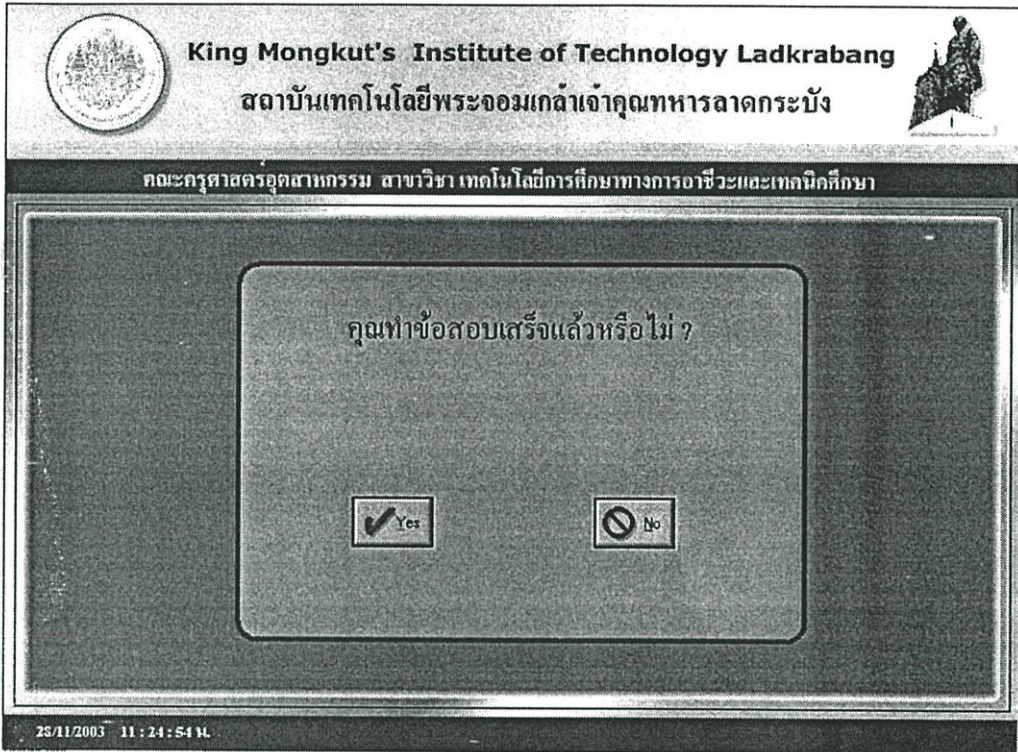 King Mongkut's Institute of Technology Ladkrabang
สถาบันเทคโนโลยีพระจอมเกล้าเจ้าคุณทหารลาดกระบัง
คณะครุศาสตรอุตสาหกรรม สาขาวิชา เทคโนโลยีการศึกษาทางการอาชีวะและเทคนิคศึกษา
คุณทำข้อสอบเสร็จแล้วหรือไม่ ?
Yes
No
28/11/2003 11 : 24 : 54 น.